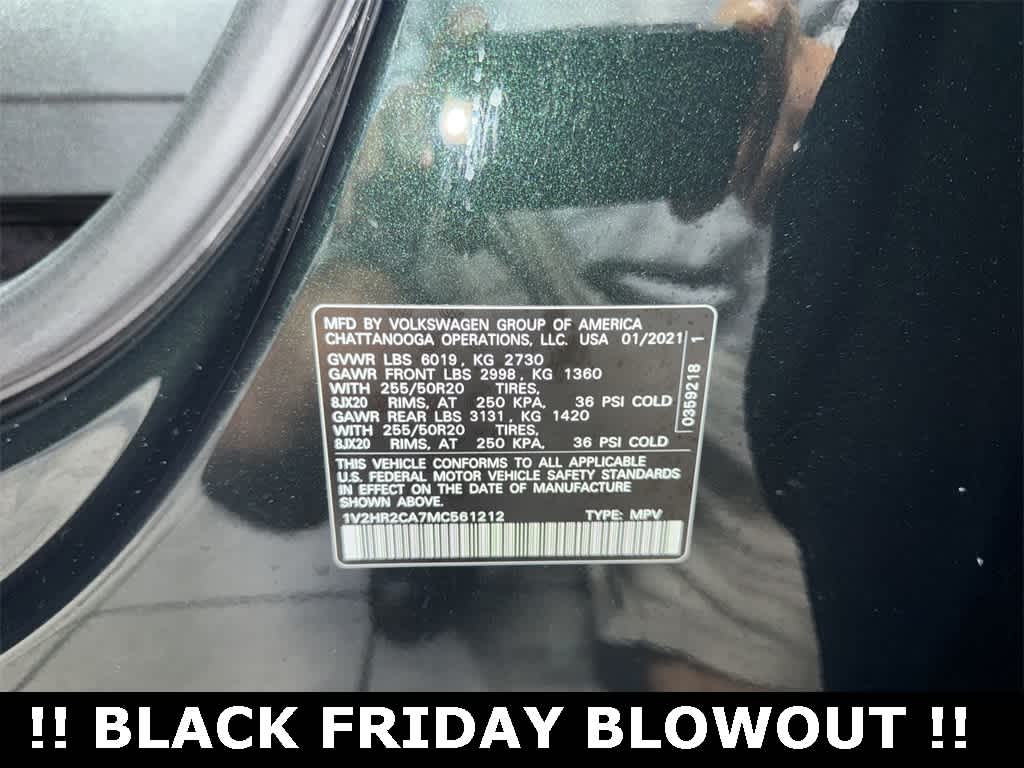 MFD BY VOLKSWAGEN GROUP OF AMERICA
CHATTANOOGA OPERATIONS, LLC. USA 01/2021
GVWR LBS 6019, KG 2730
GAWR FRONT LBS 2998, KG 1360
WITH 255/50R20 TIRES,
8JX20 RIMS, AT 250 KPA, 36 PSI COLD
GAWR REAR LBS 3131, KG 1420
WITH 255/50R20 TIRES,
8JX20 RIMS, AT 250 KPA, 36 PSI COLD
0359218 1
THIS VEHICLE CONFORMS TO ALL APPLICABLE
U.S. FEDERAL MOTOR VEHICLE SAFETY STANDARDS
IN EFFECT ON THE DATE OF MANUFACTURE
SHOWN ABOVE.
1V2HR2CA7MC561212 TYPE: MPV
!! BLACK FRIDAY BLOWOUT !!